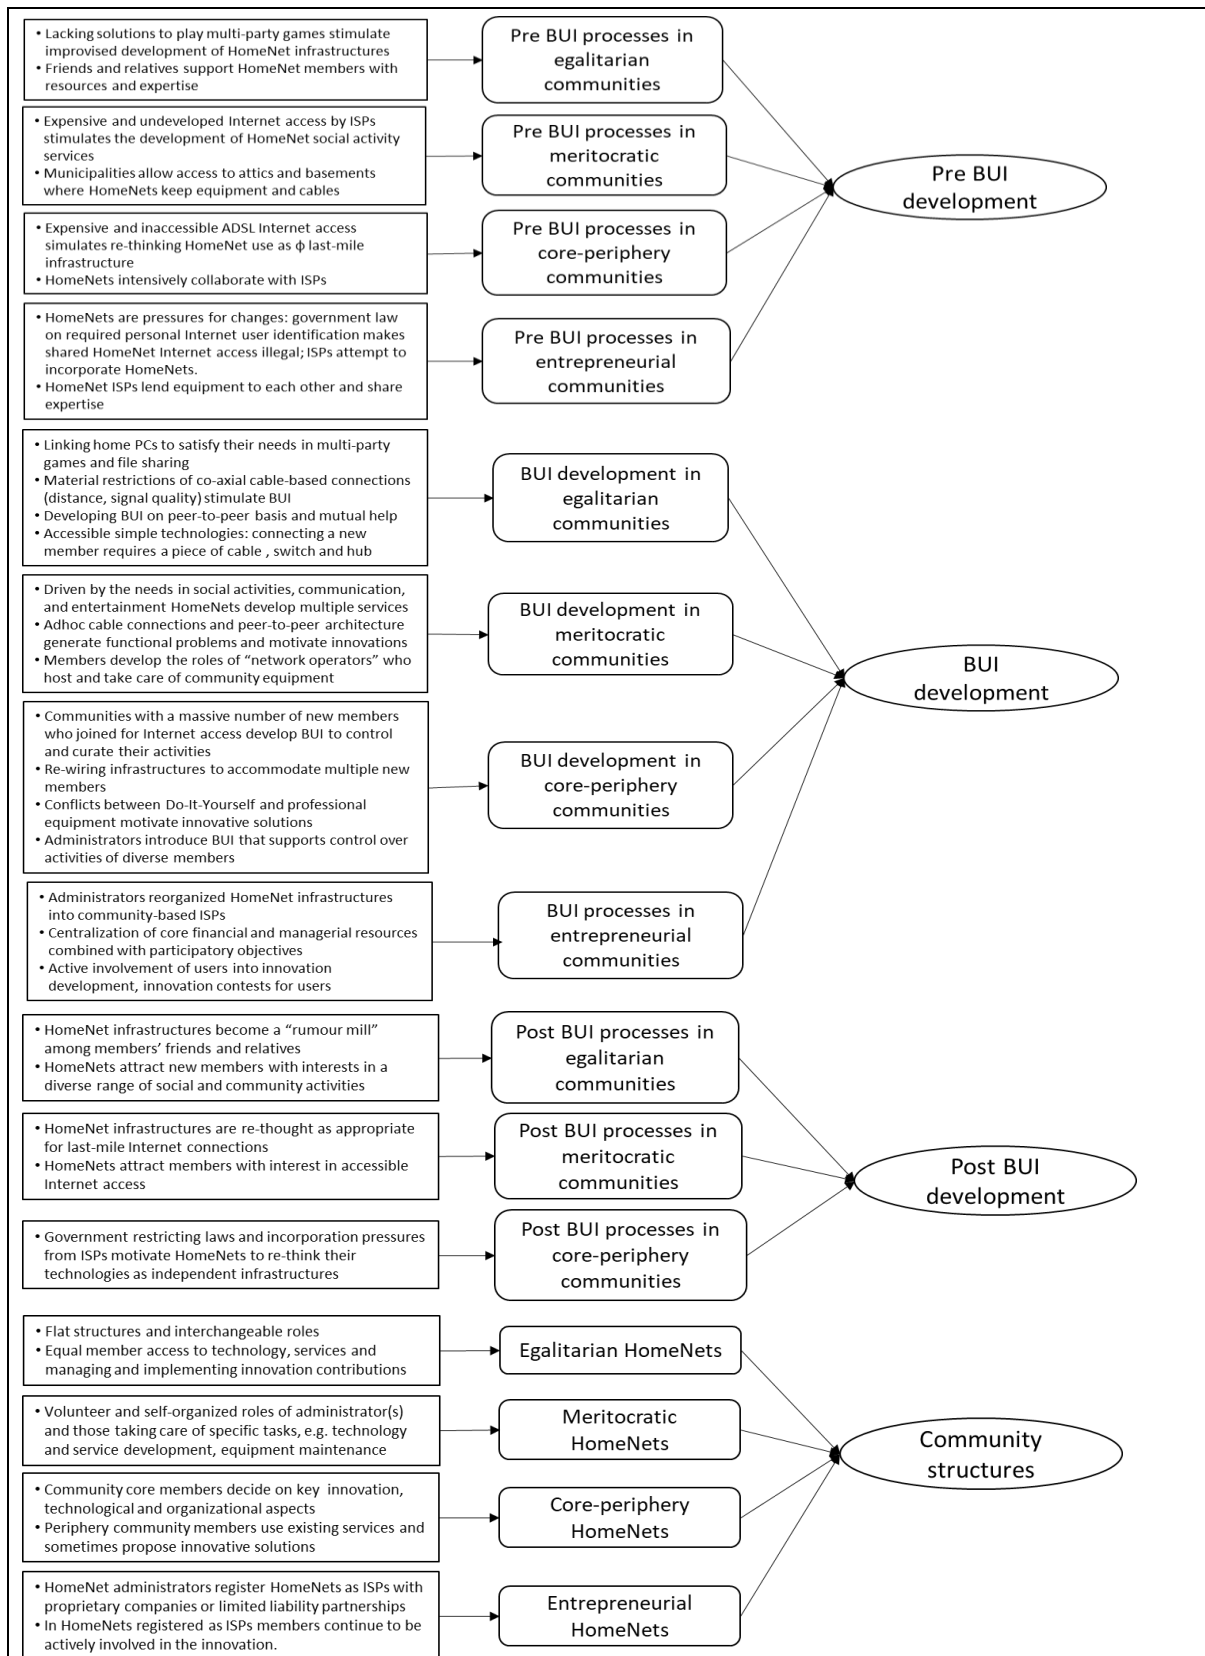 • Lacking solutions to play multi-party games stimulate
improvised development of HomeNet infrastructures
• Friends and relatives support HomeNet members with
resources and expertise
Pre BUI processes in
egalitarian
communities
• Expensive and undeveloped Internet access by ISPs
stimulates the development of HomeNet social activity
services
• Municipalities allow access to attics and basements
where HomeNets keep equipment and cables
Pre BUI processes in
meritocratic
communities
• Expensive and inaccessible ADSL Internet access
simulates re-thinking HomeNet use as ϕ last-mile
infrastructure
• HomeNets intensively collaborate with ISPs
Pre BUI processes in
core-periphery
communities
• HomeNets are pressures for changes: government law
on required personal Internet user identification makes
shared HomeNet Internet access illegal; ISPs attempt to
incorporate HomeNets.
• HomeNet ISPs lend equipment to each other and share
expertise
Pre BUI processes in
entrepreneurial
communities
Pre BUI
development
• Linking home PCs to satisfy their needs in multi-party
games and file sharing
• Material restrictions of co-axial cable-based connections
(distance, signal quality) stimulate BUI
• Developing BUI on peer-to-peer basis and mutual help
• Accessible simple technologies: connecting a new
member requires a piece of cable , switch and hub
BUI development in
egalitarian
communities
• Driven by the needs in social activities, communication,
and entertainment HomeNets develop multiple services
• Adhoc cable connections and peer-to-peer architecture
generate functional problems and motivate innovations
• Members develop the roles of “network operators” who
host and take care of community equipment
BUI development in
meritocratic
communities
• Communities with a massive number of new members
who joined for Internet access develop BUI to control
and curate their activities
• Re-wiring infrastructures to accommodate multiple new
members
• Conflicts between Do-It-Yourself and professional
equipment motivate innovative solutions
• Administrators introduce BUI that supports control over
activities of diverse members
BUI development in
core-periphery
communities
• Administrators reorganized HomeNet infrastructures
into community-based ISPs
• Centralization of core financial and managerial resources
combined with participatory objectives
• Active involvement of users into innovation
development, innovation contests for users
BUI processes in
entrepreneurial
communities
BUI
development
• HomeNet infrastructures become a “rumour mill”
among members’ friends and relatives
• HomeNets attract new members with interests in a
diverse range of social and community activities
Post BUI processes in
egalitarian
communities
• HomeNet infrastructures are re-thought as appropriate
for last-mile Internet connections
• HomeNets attract members with interest in accessible
Internet access
Post BUI processes in
meritocratic
communities
• Government restricting laws and incorporation pressures
from ISPs motivate HomeNets to re-think their
technologies as independent infrastructures
Post BUI processes in
core-periphery
communities
Post BUI
development
• Flat structures and interchangeable roles
• Equal member access to technology, services and
managing and implementing innovation contributions
Egalitarian HomeNets
• Volunteer and self-organized roles of administrator(s)
and those taking care of specific tasks, e.g. technology
and service development, equipment maintenance
Meritocratic
HomeNets
• Community core members decide on key innovation,
technological and organizational aspects
• Periphery community members use existing services and
sometimes propose innovative solutions
Core-periphery
HomeNets
• HomeNet administrators register HomeNets as ISPs with
proprietary companies or limited liability partnerships
• In HomeNets registered as ISPs members continue to be
actively involved in the innovation.
Entrepreneurial
HomeNets
Community
structures